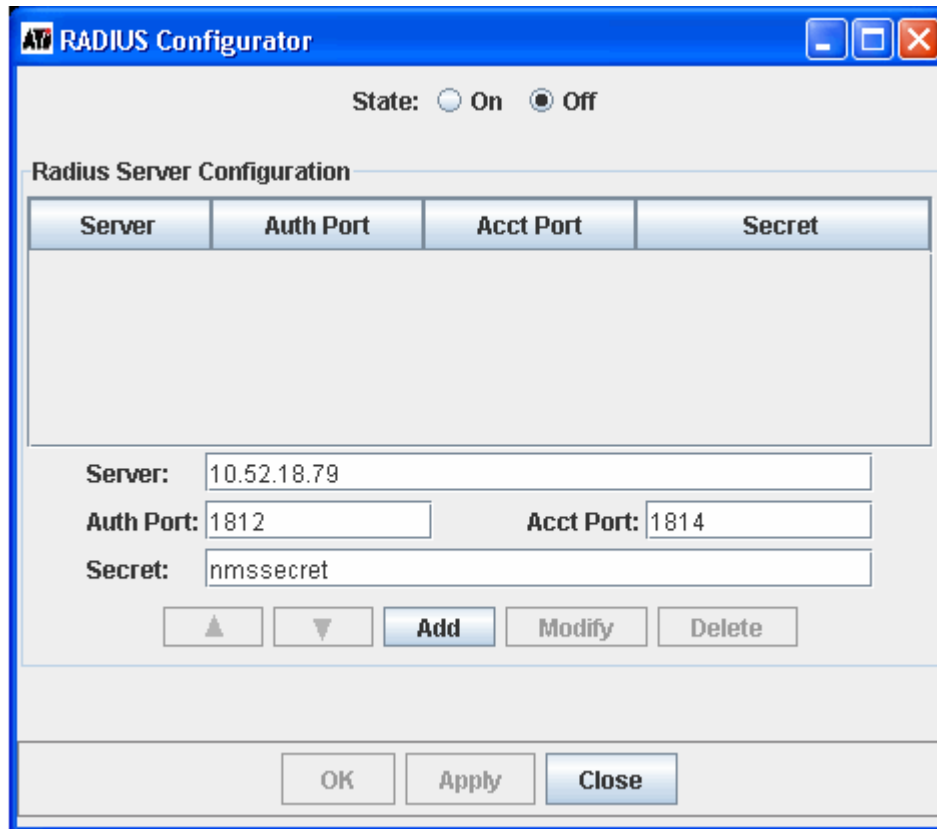 ATi RADIUS Configurator
State: On Off
Radius Server Configuration
Server Auth Port Acct Port Secret
Server: 10.52.18.79
Auth Port: 1812 Acct Port: 1814
Secret: nmssecret
Add Modify Delete
OK Apply Close